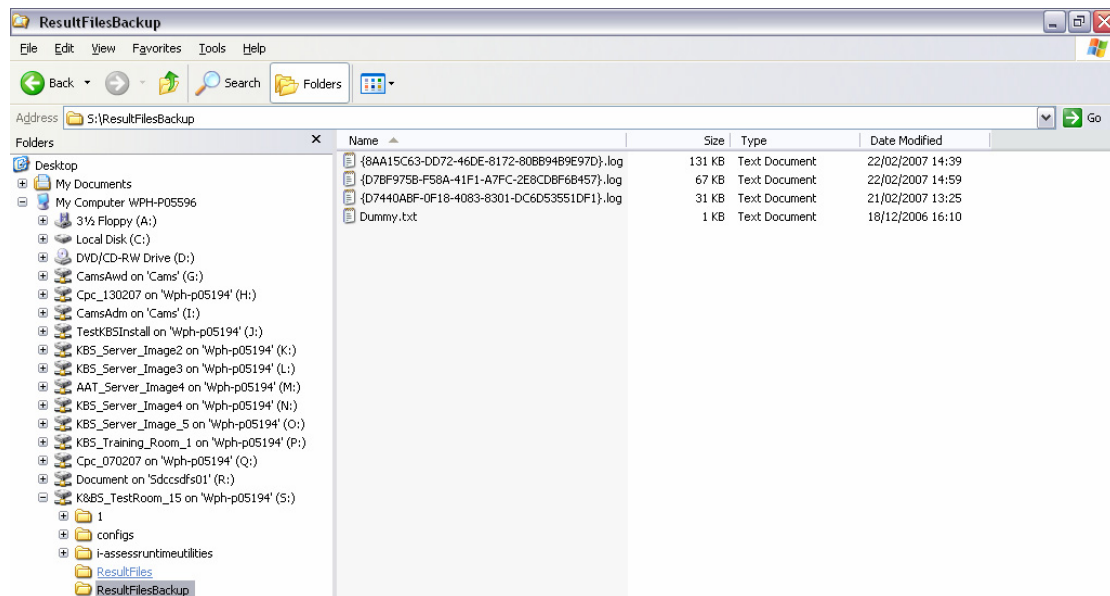 ResultFilesBackup
File Edit View Favorites Tools Help
Back Search Folders
Address S:\ResultFilesBackup Go
Folders x Name Size Type Date Modified
Desktop
My Documents
My Computer WPH-P05596
3½ Floppy (A:)
Local Disk (C:)
DVD/CD-RW Drive (D:)
CamsAwd on 'Cams' (G:)
Cpc_130207 on 'Wph-p05194' (H:)
CamsAdm on 'Cams' (I:)
TestKBSInstall on 'Wph-p05194' (J:)
KBS_Server_Image2 on 'Wph-p05194' (K:)
KBS_Server_Image3 on 'Wph-p05194' (L:)
AAT_Server_Image4 on 'Wph-p05194' (M:)
KBS_Server_Image4 on 'Wph-p05194' (N:)
KBS_Server_Image_5 on 'Wph-p05194' (O:)
KBS_Training_Room_1 on 'Wph-p05194' (P:)
Cpc_070207 on 'Wph-p05194' (Q:)
Document on 'Sdccsdfs01' (R:)
K&BS_TestRoom_15 on 'Wph-p05194' (S:)
1
configs
i-assessruntimeutilities
ResultFiles
ResultFilesBackup
{8AA15C63-DD72-46DE-8172-80BB94B9E97D}.log 131 KB Text Document 22/02/2007 14:39
{D7BF975B-F58A-41F1-A7FC-2E8CDBF6B457}.log 67 KB Text Document 22/02/2007 14:59
{D7440ABF-0F18-4083-8301-DC6D53551DF1}.log 31 KB Text Document 21/02/2007 13:25
Dummy.txt 1 KB Text Document 18/12/2006 16:10